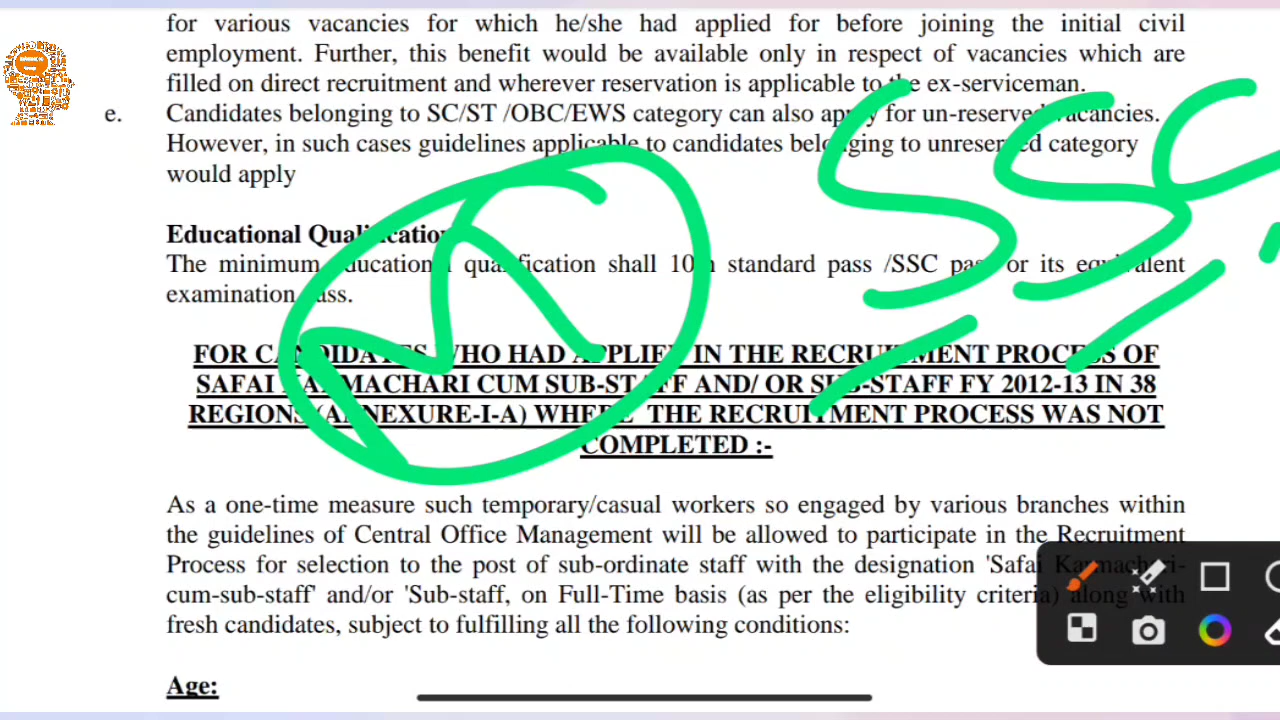 for various vacancies for which he/she had applied for before joining the initial civil
employment. Further, this benefit would be available only in respect of vacancies which are
filled on direct recruitment and wherever reservation is applicable to the ex-serviceman.
e. Candidates belonging to SC/ST /OBC/EWS category can also apply for un-reserved vacancies.
However, in such cases guidelines applicable to candidates belonging to unreserved category
would apply
Educational Qualification
The minimum educational qualification shall 10th standard pass /SSC pass or its equivalent
examination pass.
FOR CANDIDATES WHO HAD APPLIED IN THE RECRUITMENT PROCESS OF
SAFAI KARMACHARI CUM SUB-STAFF AND/ OR SUB-STAFF FY 2012-13 IN 38
REGIONS (ANNEXURE-I-A) WHERE THE RECRUITMENT PROCESS WAS NOT
COMPLETED :-
As a one-time measure such temporary/casual workers so engaged by various branches within
the guidelines of Central Office Management will be allowed to participate in the Recruitment
Process for selection to the post of sub-ordinate staff with the designation 'Safai Karmachari-
cum-sub-staff' and/or 'Sub-staff, on Full-Time basis (as per the eligibility criteria) along with
fresh candidates, subject to fulfilling all the following conditions:
Age:
SSC